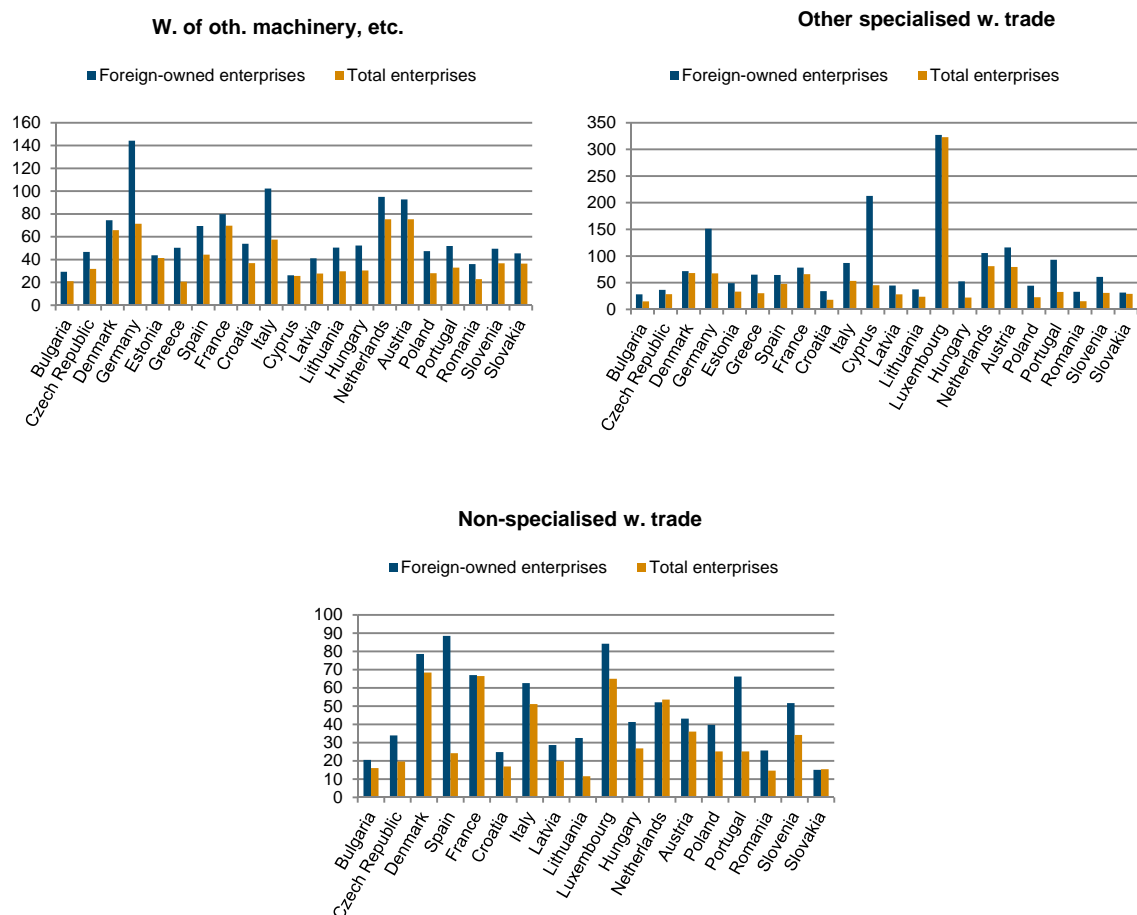 W. of oth. machinery, etc.
Foreign-owned enterprises Total enterprises
160
140
120
100
80
60
40
20
0
Bulgaria
Czech Republic
Denmark
Germany
Estonia
Greece
Spain
France
Croatia
Italy
Cyprus
Latvia
Lithuania
Hungary
Netherlands
Austria
Poland
Portugal
Romania
Slovenia
Slovakia
Other specialised w. trade
Foreign-owned enterprises Total enterprises
350
300
250
200
150
100
50
0
Bulgaria
Czech Republic
Denmark
Germany
Estonia
Greece
Spain
France
Croatia
Italy
Cyprus
Latvia
Lithuania
Luxembourg
Hungary
Netherlands
Austria
Poland
Portugal
Romania
Slovenia
Slovakia
Non-specialised w. trade
Foreign-owned enterprises Total enterprises
100
90
80
70
60
50
40
30
20
10
0
Bulgaria
Czech Republic
Denmark
Spain
France
Croatia
Italy
Latvia
Lithuania
Luxembourg
Hungary
Netherlands
Austria
Poland
Portugal
Romania
Slovenia
Slovakia